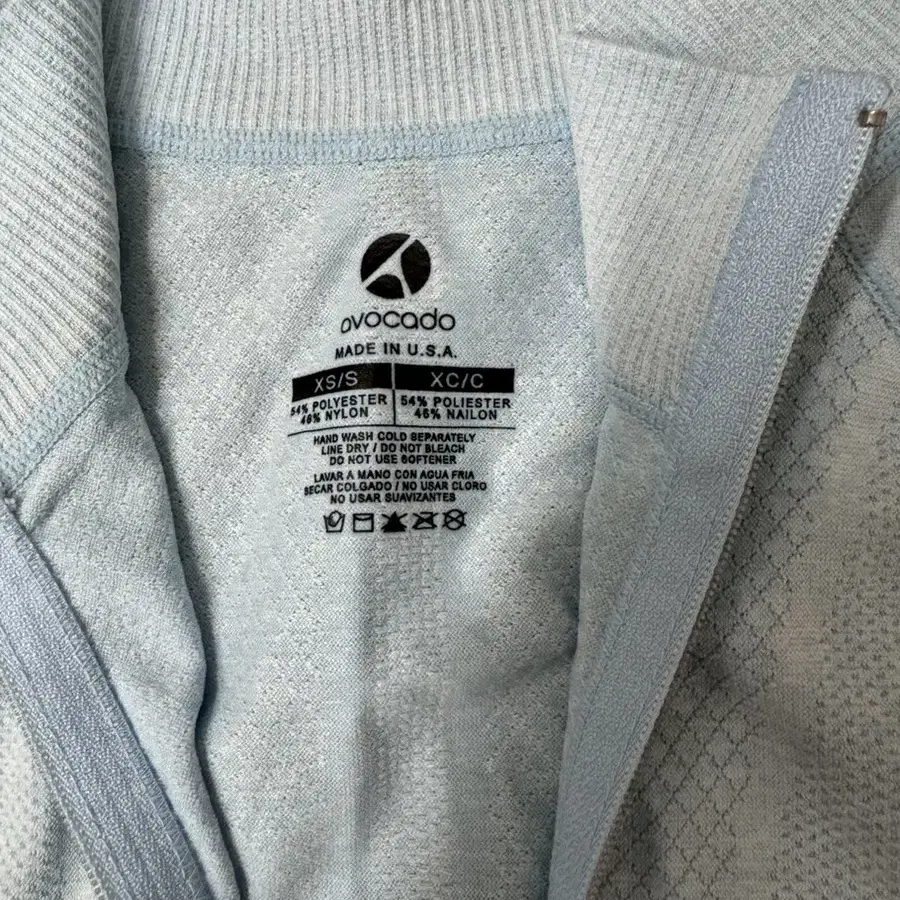 avocado
MADE IN U.S.A.
XS/S
54% POLYESTER
46% NYLON
XC/C
54% POLIESTER
46% NAILON
HAND WASH COLD SEPARATELY
LINE DRY / DO NOT BLEACH
DO NOT USE SOFTENER
LAVAR A MANO CON AGUA FRIA
SECAR COLGADO / NO USAR CLORO
NO USAR SUAVIZANTES